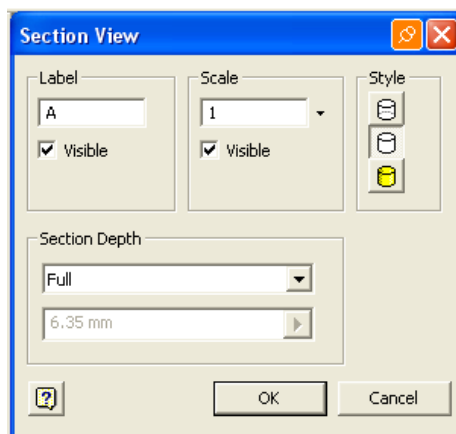 Section View
Label
Scale
Style
A
1
Visible
Visible
Section Depth
Full
6.35 mm
?
OK
Cancel